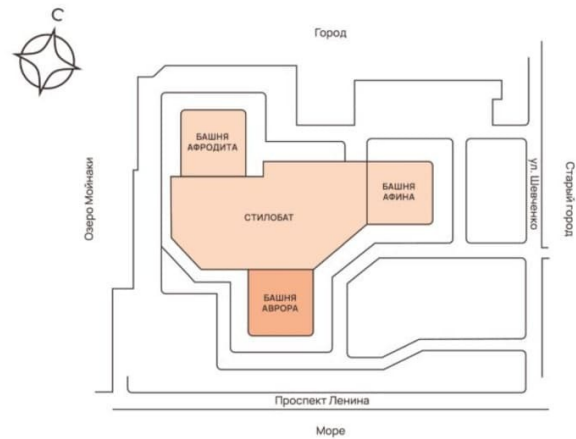 С
Город
БАШНЯ
АФРОДИТА
Озеро Мойнаки
БАШНЯ
АФИНА
ул. Шевченко
Старый город
СТИЛОБАТ
БАШНЯ
АВРОРА
Проспект Ленина
Море